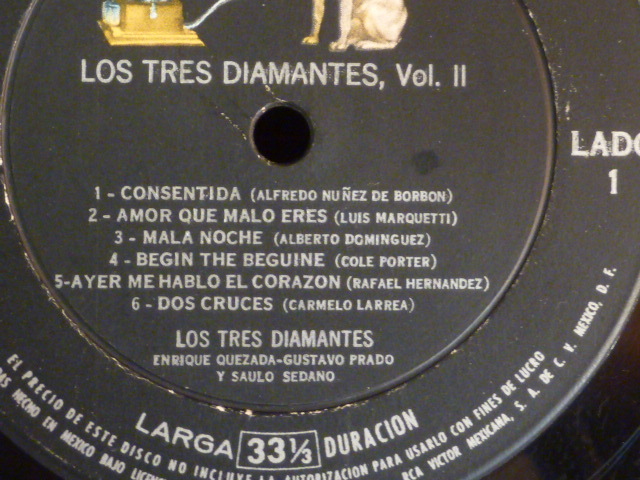 LOS TRES DIAMANTES, Vol. II
LADO
1
1 - CONSENTIDA (ALFREDO NUÑEZ DE BORBON)
2 - AMOR QUE MALO ERES (LUIS MARQUETTI)
3 - MALA NOCHE (ALBERTO DOMINGUEZ)
4 - BEGIN THE BEGUINE (COLE PORTER)
5-AYER ME HABLO EL CORAZON (RAFAEL HERNANDEZ)
6 - DOS CRUCES (CARMELO LARREA)
LOS TRES DIAMANTES
ENRIQUE QUEZADA-GUSTAVO PRADO
Y SAULO SEDANO
LARGA 33⅓ DURACION
EL PRECIO DE ESTE DISCO NO INCLUYE LA AUTORIZACION PARA USARLO CON FINES DE LUCRO
HECHO EN MEXICO BAJO RCA VICTOR MEXICANA, S. A. DE C. V. MEXICO, D. F.